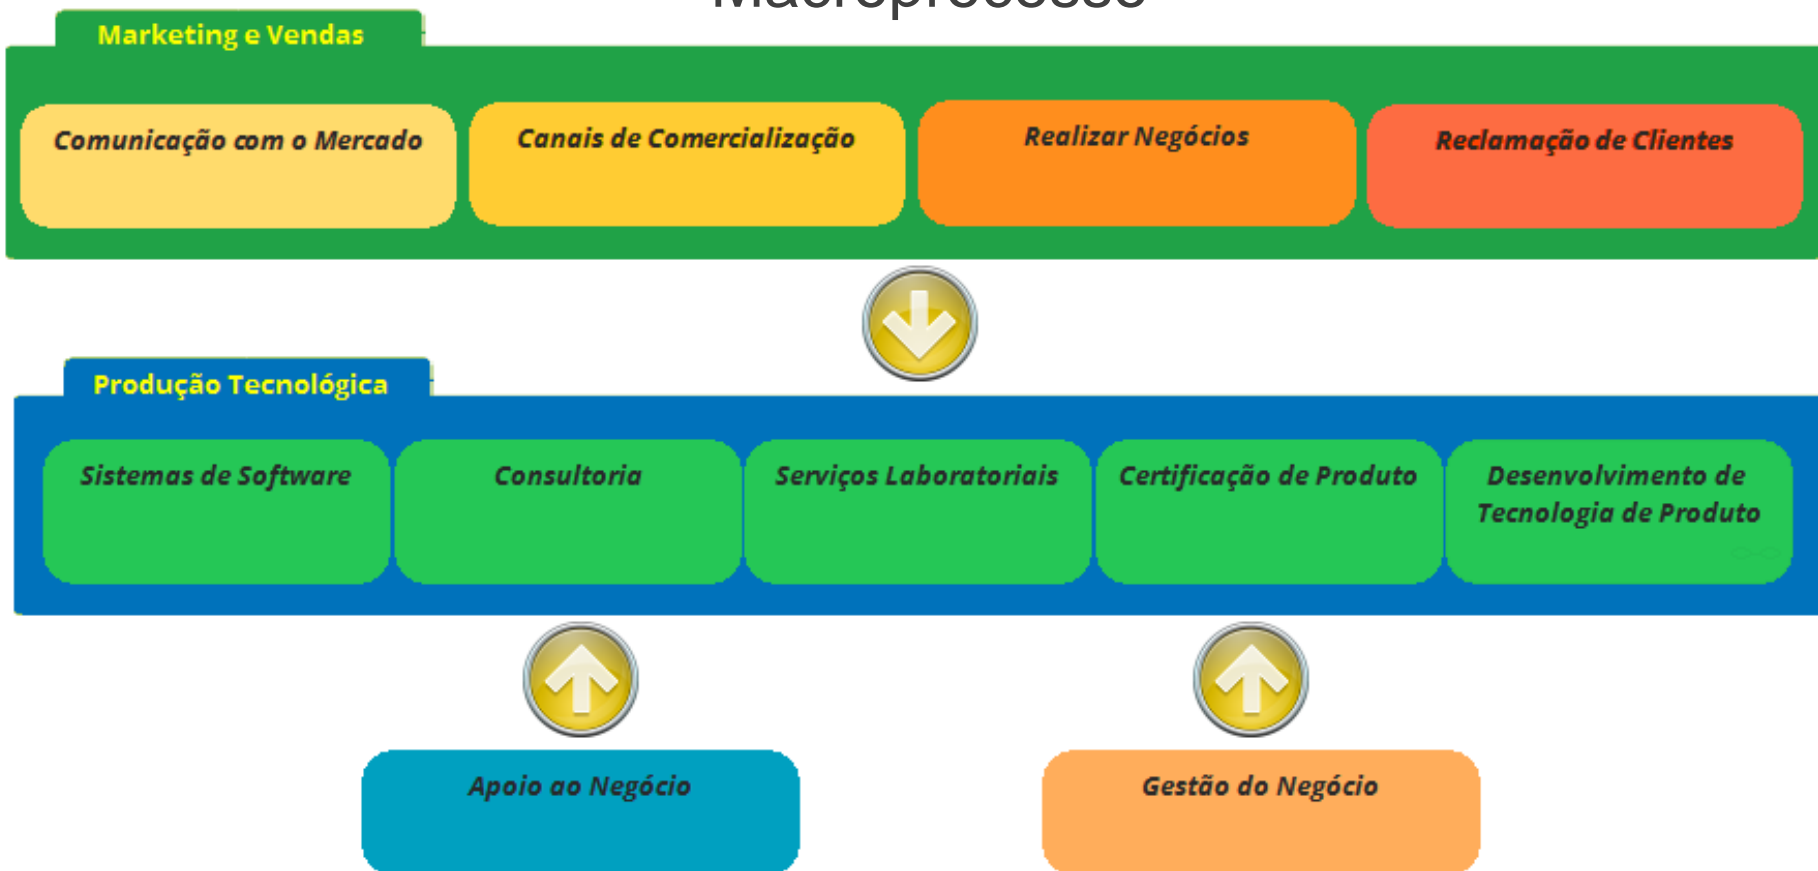 Macroprocesso
Marketing e Vendas
Comunicação com o Mercado
Canais de Comercialização
Realizar Negócios
Reclamação de Clientes
Produção Tecnológica
Sistemas de Software
Consultoria
Serviços Laboratoriais
Certificação de Produto
Desenvolvimento de
Tecnologia de Produto
Apoio ao Negócio
Gestão do Negócio